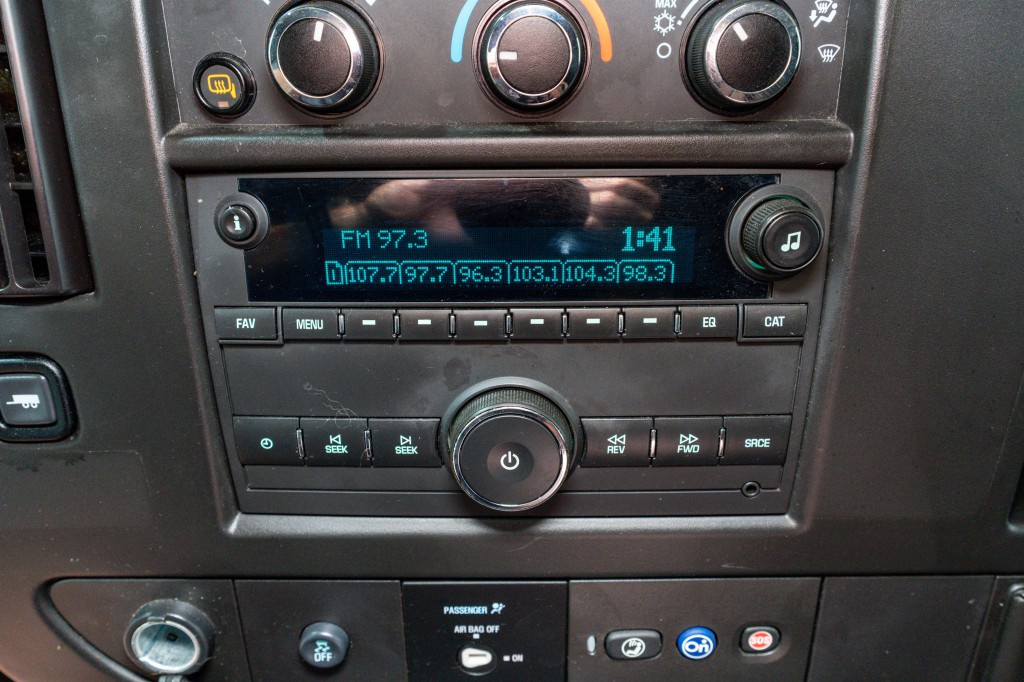 MAX
i
FM 97.3 1:41
1 107.7 97.7 96.3 103.1 104.3 98.3
FAV MENU EQ CAT
SEEK SEEK REV FWD SRCE
PASSENGER
AIR BAG OFF
ON
OFF
On
SOS